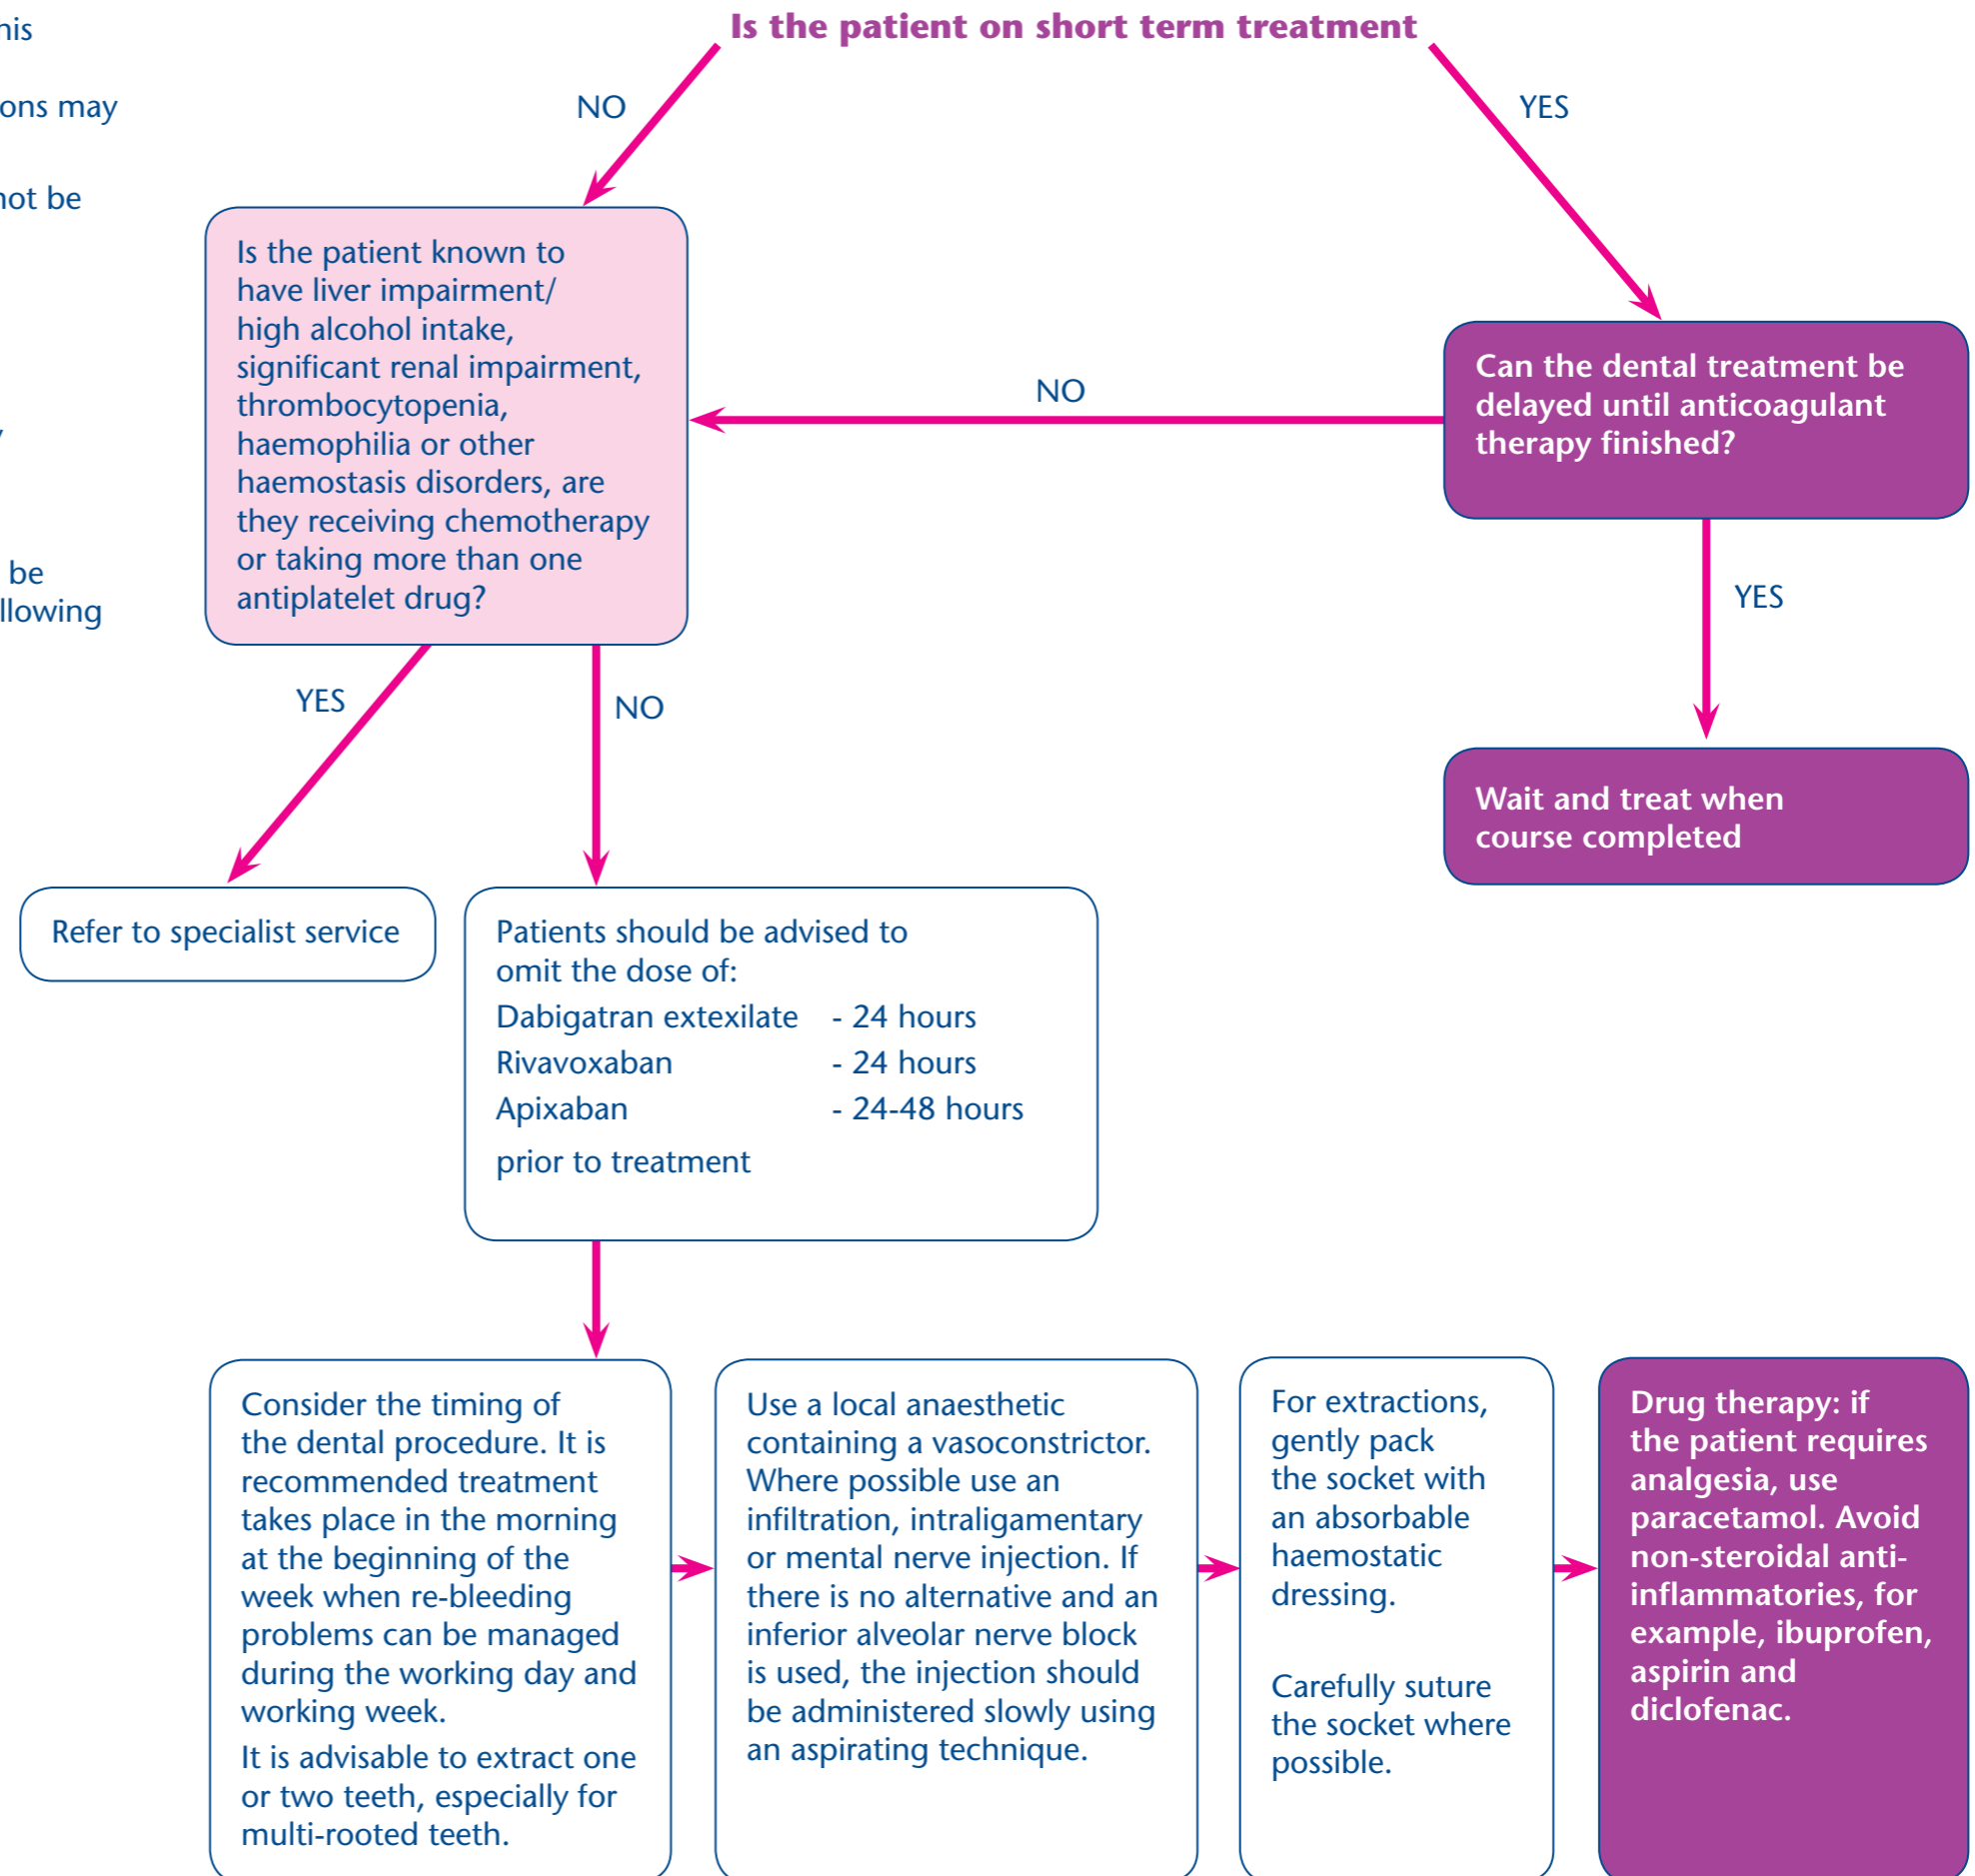 his
ons may
not be
y
be
llowing
Is the patient on short term treatment
NO
YES
Is the patient known to
have liver impairment/
high alcohol intake,
significant renal impairment,
thrombocytopenia,
haemophilia or other
haemostasis disorders, are
they receiving chemotherapy
or taking more than one
antiplatelet drug?
NO
Can the dental treatment be
delayed until anticoagulant
therapy finished?
YES
NO
YES
Wait and treat when
course completed
Refer to specialist service
Patients should be advised to
omit the dose of:
Dabigatran extexilate - 24 hours
Rivavoxaban - 24 hours
Apixaban - 24-48 hours
prior to treatment
Consider the timing of
the dental procedure. It is
recommended treatment
takes place in the morning
at the beginning of the
week when re-bleeding
problems can be managed
during the working day and
working week.
It is advisable to extract one
or two teeth, especially for
multi-rooted teeth.
Use a local anaesthetic
containing a vasoconstrictor.
Where possible use an
infiltration, intraligamentary
or mental nerve injection. If
there is no alternative and an
inferior alveolar nerve block
is used, the injection should
be administered slowly using
an aspirating technique.
For extractions,
gently pack
the socket with
an absorbable
haemostatic
dressing.
Carefully suture
the socket where
possible.
Drug therapy: if
the patient requires
analgesia, use
paracetamol. Avoid
non-steroidal anti-
inflammatories, for
example, ibuprofen,
aspirin and
diclofenac.